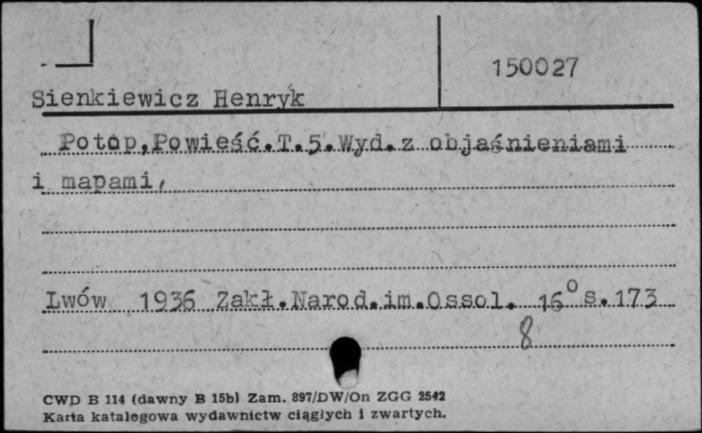 150027
Sienkiewicz Henryk
Potop,Powieść.T.5.Wyd.z objaśnieniami
i mapami,
Lwów 1936 Zakł.Narod.im.Ossol. 16° s.173
8
CWD B 114 (dawny B 15b) Zam. 897/DW/On ZGG 2542
Karta katalogowa wydawnictw ciągłych i zwartych.